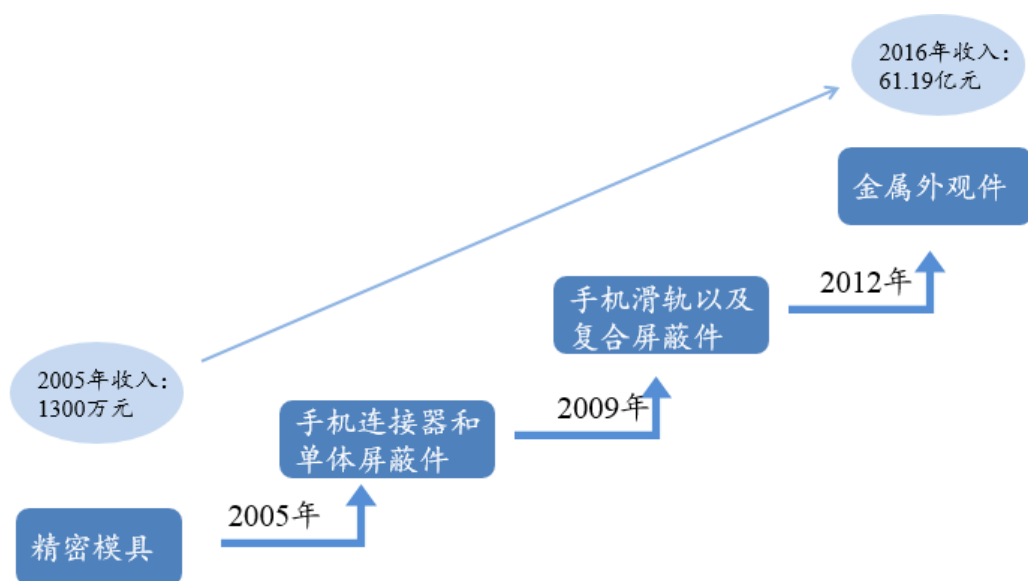 2016年收入：
61.19亿元
金属外观件
2012年
手机滑轨以及
复合屏蔽件
2009年
2005年收入：
1300万元
手机连接器和
单体屏蔽件
2005年
精密模具